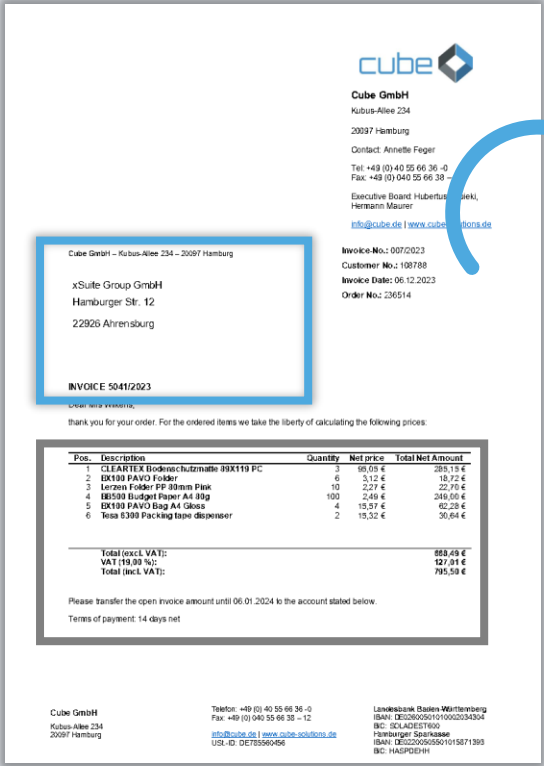 cube
Cube GmbH
Kubus-Allee 234
20097 Hamburg
Contact: Annette Feger
Tel: +49 (0) 40 55 66 36 -0
Fax: +49 (0) 040 55 66 38 –
Executive Board: Hubertus
Hermann Maurer
info@cube.de | www.cube-solutions.de
Cube GmbH – Kubus-Allee 234 – 20097 Hamburg
xSuite Group GmbH
Hamburger Str. 12
22926 Ahrensburg
Invoice-No.: 007/2023
Customer No.: 108788
Invoice Date: 06.12.2023
Order No.: 236514
INVOICE 5041/2023
Dear Mrs Wilkens,
thank you for your order. For the ordered items we take the liberty of calculating the following prices:
Pos. Description Quantity Net price Total Net Amount
1 CLEARTEX Bodenschutzmatte 89X119 PC 3 95,05 € 285,15 €
2 BX100 PAVO Folder 6 3,12 € 18,72 €
3 Lerzen Folder PP 80mm Pink 10 2,27 € 22,70 €
4 BB500 Budget Paper A4 80g 100 2,49 € 249,00 €
5 BX100 PAVO Bag A4 Gloss 4 15,57 € 62,28 €
6 Tesa 6300 Packing tape dispenser 2 15,32 € 30,64 €
Total (excl. VAT): 668,49 €
VAT (19,00 %): 127,01 €
Total (incl. VAT): 795,50 €
Please transfer the open invoice amount until 06.01.2024 to the account stated below.
Terms of payment: 14 days net
Cube GmbH
Kubus-Allee 234
20097 Hamburg
Telefon: +49 (0) 40 55 66 36 -0
Fax: +49 (0) 040 55 66 38 – 12
info@cube.de | www.cube-solutions.de
USt.-ID: DE785560456
Landesbank Baden-Württemberg
IBAN: DE02600501010002034304
BIC: SOLADEST600
Hamburger Sparkasse
IBAN: DE02200505501015871393
BIC: HASPDEHH